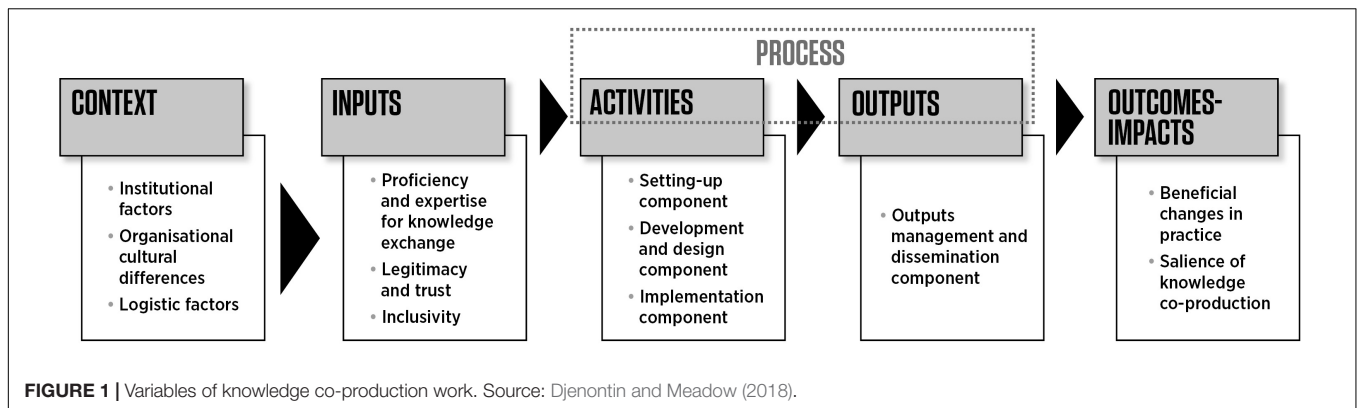 PROCESS
CONTEXT
• Institutional
factors
• Organisational
cultural
differences
• Logistic factors
INPUTS
• Proficiency
and expertise
for knowledge
exchange
• Legitimacy
and trust
• Inclusivity
ACTIVITIES
• Setting-up
component
• Development
and design
component
• Implementation
component
OUTPUTS
• Outputs
management and
dissemination
component
OUTCOMES-
IMPACTS
• Beneficial
changes in
practice
• Salience of
knowledge
co-production
FIGURE 1 | Variables of knowledge co-production work. Source: Djenontin and Meadow (2018).